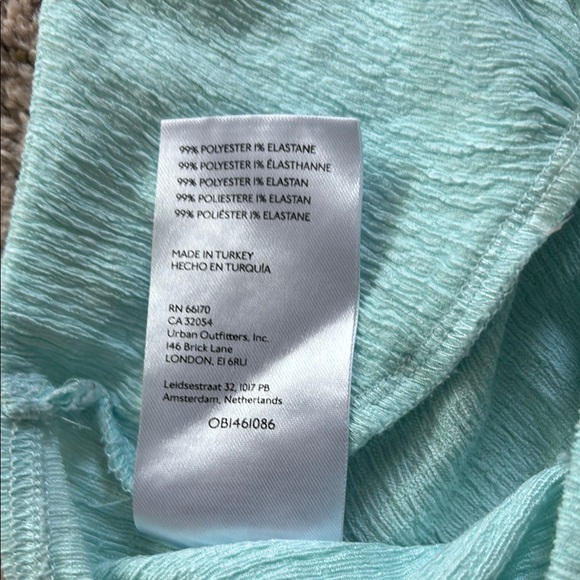 99% POLYESTER 1% ELASTANE
99% POLYESTER 1% ÉLASTHANNE
99% POLYESTER 1% ELASTAN
99% POLIESTERE 1% ELASTAN
99% POLIÉSTER 1% ELASTANE
MADE IN TURKEY
HECHO EN TURQUÍA
RN 66170
CA 32054
Urban Outfitters, Inc.
146 Brick Lane
LONDON, E1 6RU
Leidsestraat 32, 1017 PB
Amsterdam, Netherlands
OB1461086